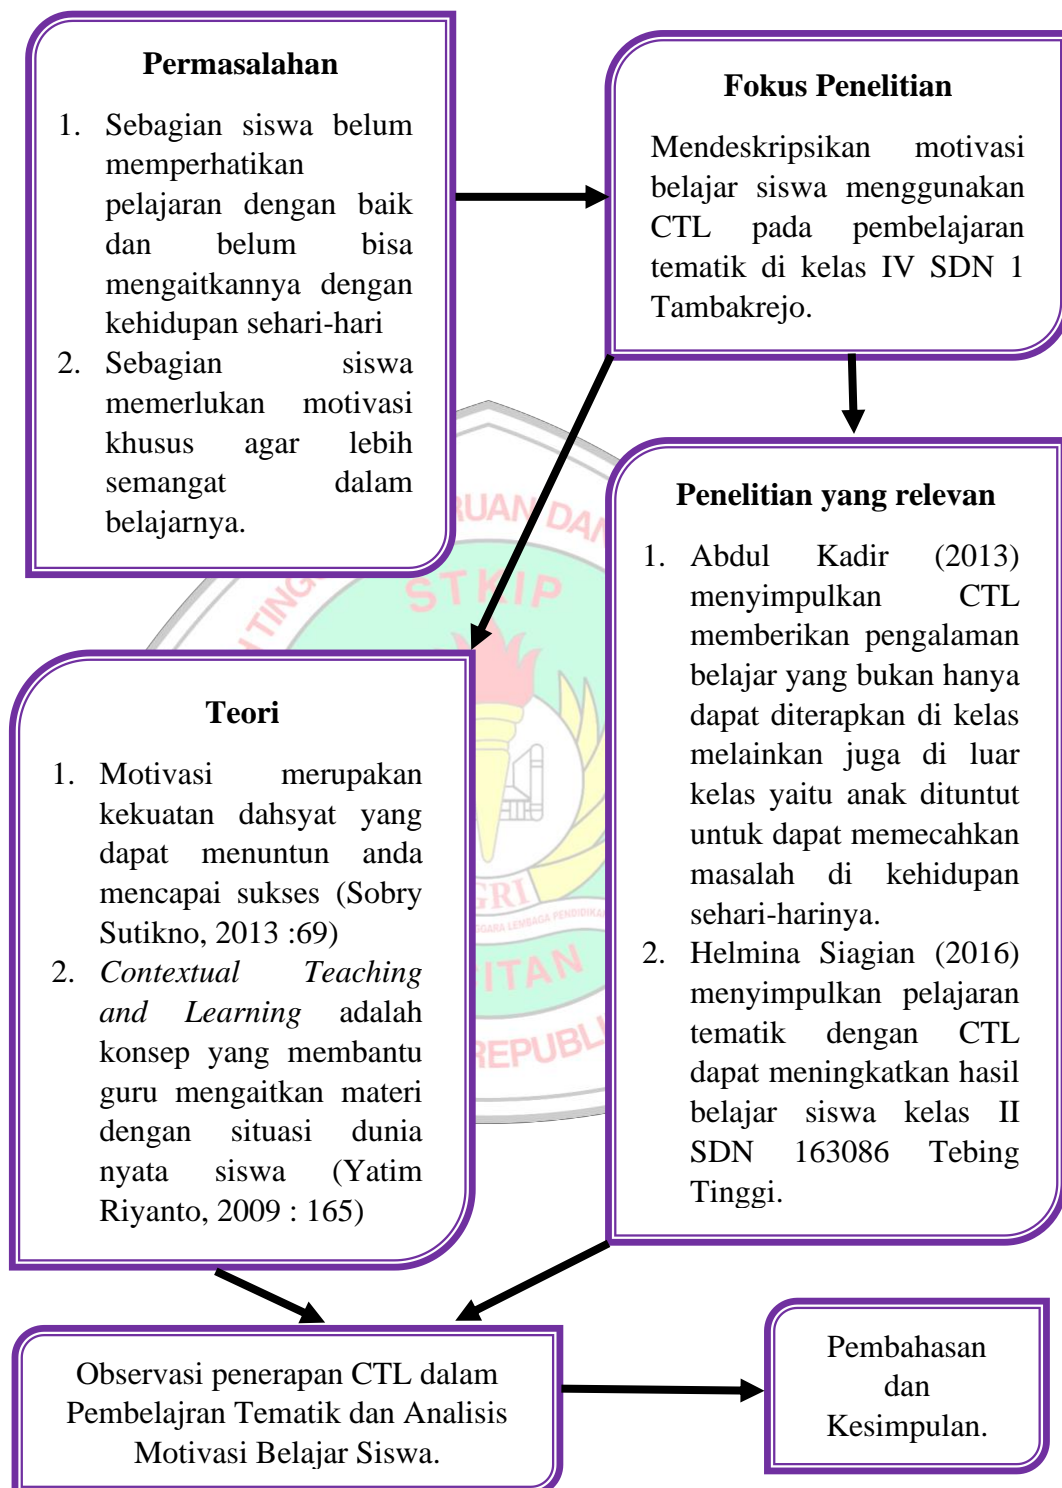 Permasalahan
1. Sebagian siswa belum
memperhatikan
pelajaran dengan baik
dan belum bisa
mengaitkannya dengan
kehidupan sehari-hari
2. Sebagian siswa
memerlukan motivasi
khusus agar lebih
semangat dalam
belajarnya.
Fokus Penelitian
Mendeskripsikan motivasi
belajar siswa menggunakan
CTL pada pembelajaran
tematik di kelas IV SDN 1
Tambakrejo.
Teori
1. Motivasi merupakan
kekuatan dahsyat yang
dapat menuntun anda
mencapai sukses (Sobry
Sutikno, 2013 :69)
2. Contextual Teaching
and Learning adalah
konsep yang membantu
guru mengaitkan materi
dengan situasi dunia
nyata siswa (Yatim
Riyanto, 2009 : 165)
Penelitian yang relevan
1. Abdul Kadir (2013)
menyimpulkan CTL
memberikan pengalaman
belajar yang bukan hanya
dapat diterapkan di kelas
melainkan juga di luar
kelas yaitu anak dituntut
untuk dapat memecahkan
masalah di kehidupan
sehari-harinya.
2. Helmina Siagian (2016)
menyimpulkan pelajaran
tematik dengan CTL
dapat meningkatkan hasil
belajar siswa kelas II
SDN 163086 Tebing
Tinggi.
Observasi penerapan CTL dalam
Pembelajran Tematik dan Analisis
Motivasi Belajar Siswa.
Pembahasan
dan
Kesimpulan.
STKIP